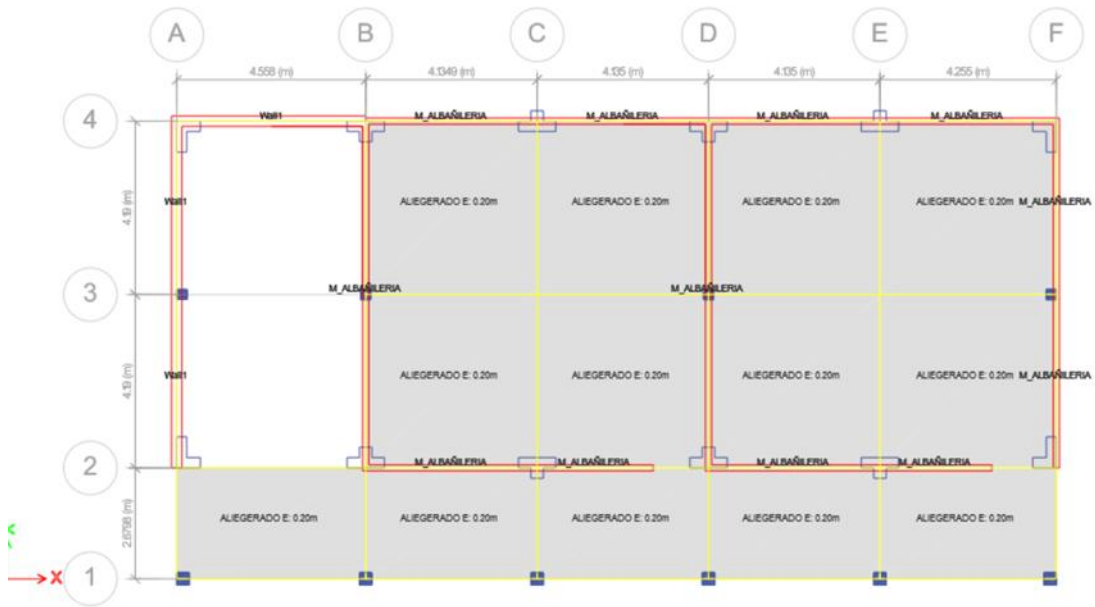 A B C D E F
4.558 (m) 4.1349 (m) 4.135 (m) 4.135 (m) 4.255 (m)
4 Wall1 M_ALBAÑILERIA M_ALBAÑILERIA M_ALBAÑILERIA M_ALBAÑILERIA
4.19 (m) Wall1 ALIEGERADO E: 0.20m ALIEGERADO E: 0.20m ALIEGERADO E: 0.20m ALIEGERADO E: 0.20m M_ALBAÑILERIA
3 M_ALBAÑILERIA M_ALBAÑILERIA
4.19 (m) Wall1 ALIEGERADO E: 0.20m ALIEGERADO E: 0.20m ALIEGERADO E: 0.20m ALIEGERADO E: 0.20m M_ALBAÑILERIA
2 M_ALBAÑILERIA M_ALBAÑILERIA M_ALBAÑILERIA M_ALBAÑILERIA
2.6798 (m) ALIEGERADO E: 0.20m ALIEGERADO E: 0.20m ALIEGERADO E: 0.20m ALIEGERADO E: 0.20m ALIEGERADO E: 0.20m
X 1